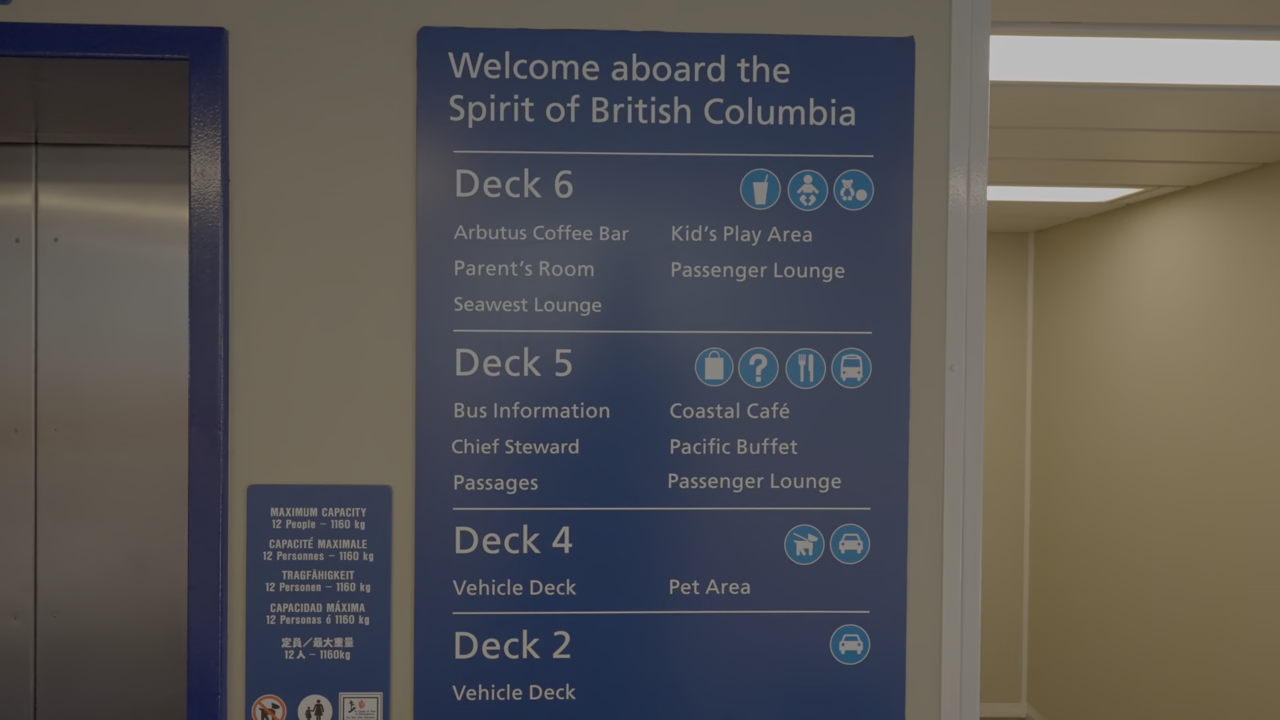 Welcome aboard the
Spirit of British Columbia
Deck 6
Arbutus Coffee Bar
Kid's Play Area
Parent's Room
Passenger Lounge
Seawest Lounge
Deck 5
?
Bus Information
Coastal Café
Chief Steward
Pacific Buffet
Passages
Passenger Lounge
Deck 4
Vehicle Deck
Pet Area
Deck 2
Vehicle Deck
MAXIMUM CAPACITY
12 People – 1160 kg
CAPACITÉ MAXIMALE
12 Personnes – 1160 kg
TRAGFÄHIGKEIT
12 Personen – 1160 kg
CAPACIDAD MÁXIMA
12 Personas ó 1160 kg
定員／最大重量
12人 – 1160kg